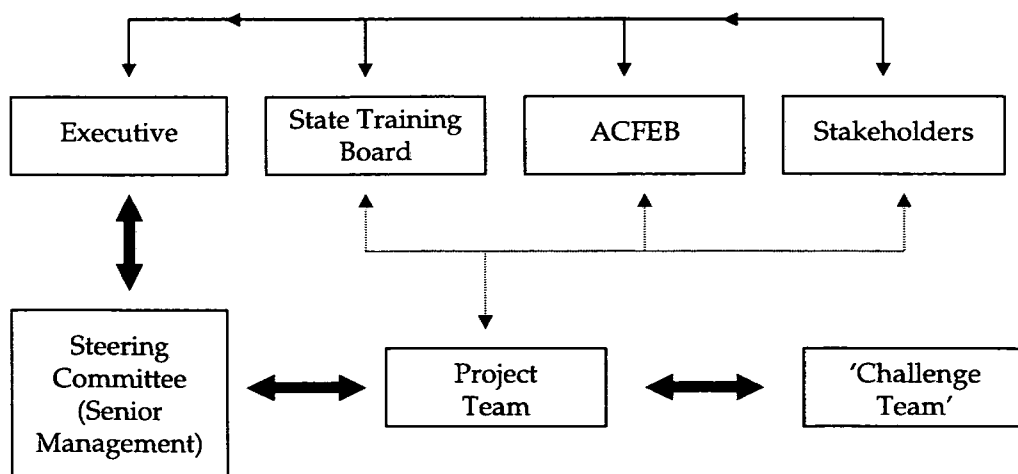 Executive
State Training
Board
ACFEB
Stakeholders
Steering
Committee
(Senior
Management)
Project
Team
'Challenge
Team'